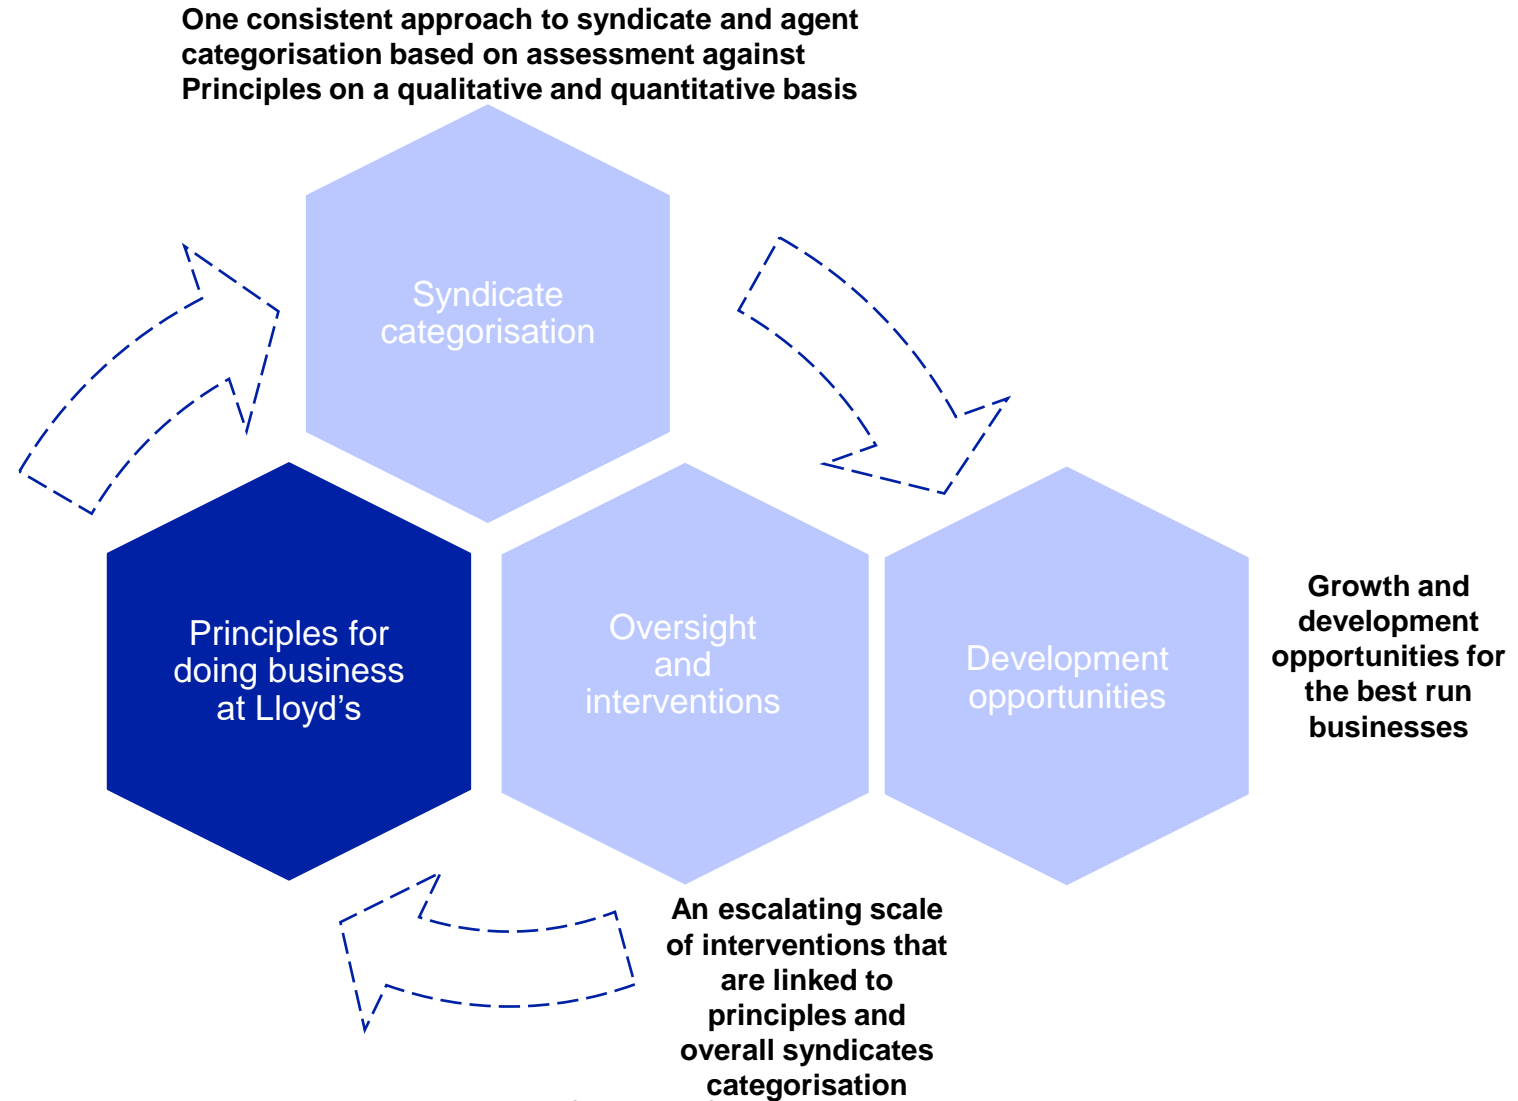 One consistent approach to syndicate and agent
categorisation based on assessment against
Principles on a qualitative and quantitative basis
Syndicate
categorisation
Principles for
doing business
at Lloyd’s
Oversight
and
interventions
Development
opportunities
Growth and
development
opportunities for
the best run
businesses
An escalating scale
of interventions that
are linked to
principles and
overall syndicates
categorisation